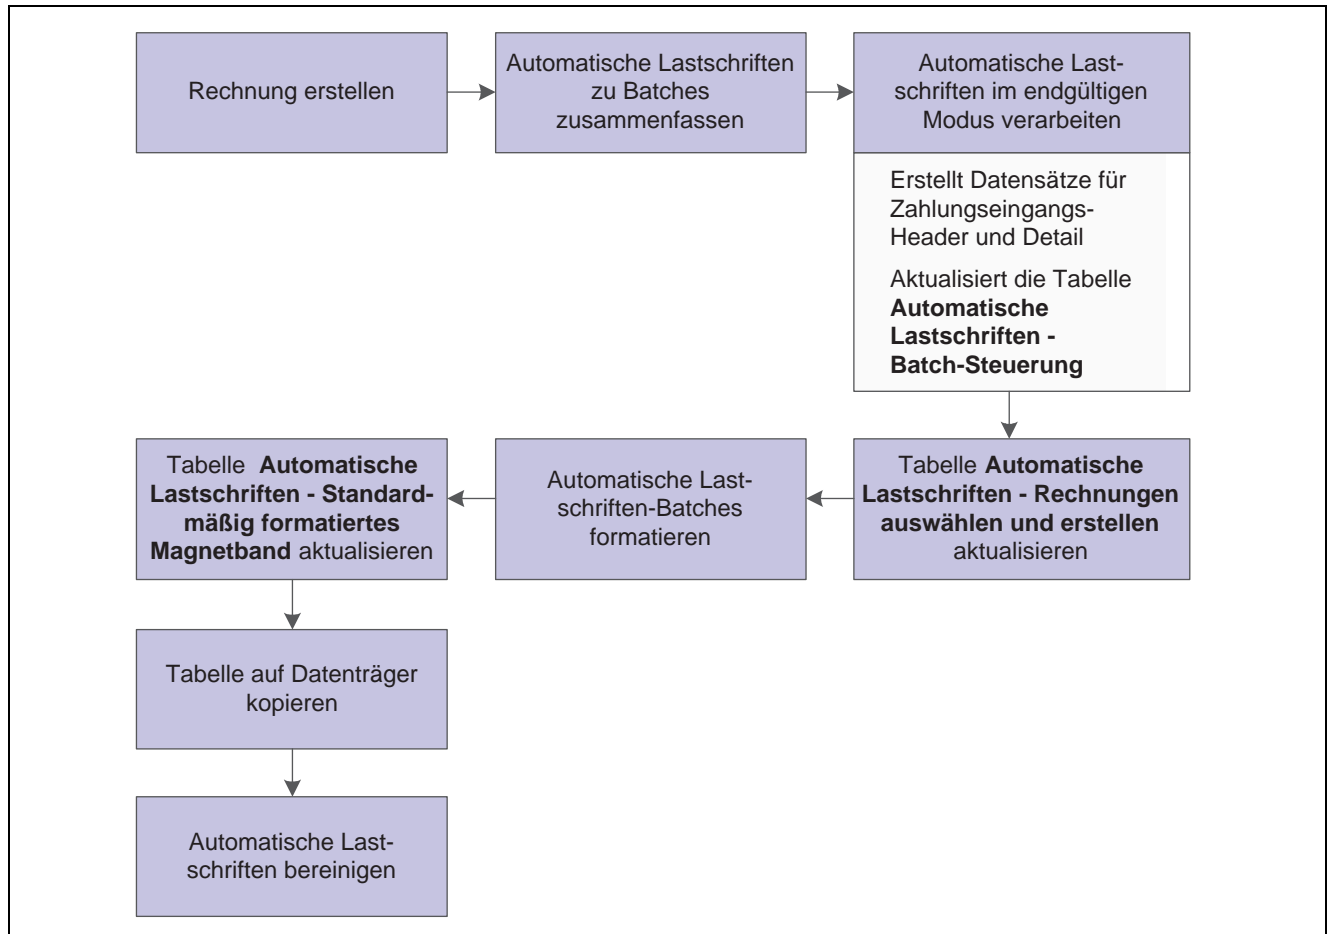 Rechnung erstellen
Automatische Lastschriften
zu Batches
zusammenfassen
Automatische Last-
schriften im endgültigen
Modus verarbeiten
Erstellt Datensätze für
Zahlungseingangs-
Header und Detail
Aktualisiert die Tabelle
Automatische
Lastschriften -
Batch-Steuerung
Tabelle Automatische
Lastschriften - Rechnungen
auswählen und erstellen
aktualisieren
Automatische Last-
schriften-Batches
formatieren
Tabelle Automatische
Lastschriften - Standard-
mäßig formatiertes
Magnetband aktualisieren
Tabelle auf Datenträger
kopieren
Automatische Last-
schriften bereinigen